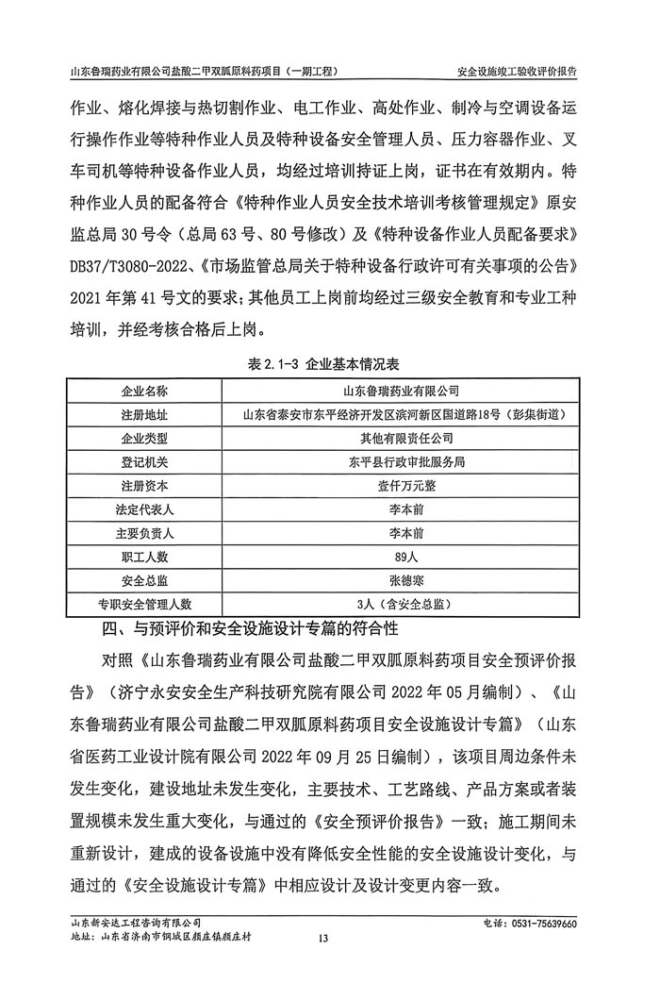 山东鲁瑞药业有限公司盐酸二甲双胍原料药项目（一期工程） 安全设施竣工验收评价报告
作业、熔化焊接与热切割作业、电工作业、高处作业、制冷与空调设备运
行操作作业等特种作业人员及特种设备安全管理人员、压力容器作业、叉
车司机等特种设备作业人员，均经过培训持证上岗，证书在有效期内。特
种作业人员的配备符合《特种作业人员安全技术培训考核管理规定》原安
监总局 30 号令（总局 63 号、80 号修改）及《特种设备作业人员配备要求》
DB37/T3080-2022、《市场监管总局关于特种设备行政许可有关事项的公告》
2021 年第 41 号文的要求；其他员工上岗前均经过三级安全教育和专业工种
培训，并经考核合格后上岗。
表 2.1-3 企业基本情况表
企业名称 山东鲁瑞药业有限公司
注册地址 山东省泰安市东平经济开发区滨河新区国道路18号（彭集街道）
企业类型 其他有限责任公司
登记机关 东平县行政审批服务局
注册资本 壹仟万元整
法定代表人 李本前
主要负责人 李本前
职工人数 89人
安全总监 张德寒
专职安全管理人数 3人（含安全总监）
四、与预评价和安全设施设计专篇的符合性
对照《山东鲁瑞药业有限公司盐酸二甲双胍原料药项目安全预评价报
告》（济宁永安安全生产科技研究院有限公司 2022 年 05 月编制）、《山
东鲁瑞药业有限公司盐酸二甲双胍原料药项目安全设施设计专篇》（山东
省医药工业设计院有限公司 2022 年 09 月 25 日编制），该项目周边条件未
发生变化，建设地址未发生变化，主要技术、工艺路线、产品方案或者装
置规模未发生重大变化，与通过的《安全预评价报告》一致；施工期间未
重新设计，建成的设备设施中没有降低安全性能的安全设施设计变化，与
通过的《安全设施设计专篇》中相应设计及设计变更内容一致。
山东新安达工程咨询有限公司 电话：0531-75639660
地址：山东省济南市钢城区颜庄镇颜庄村 13